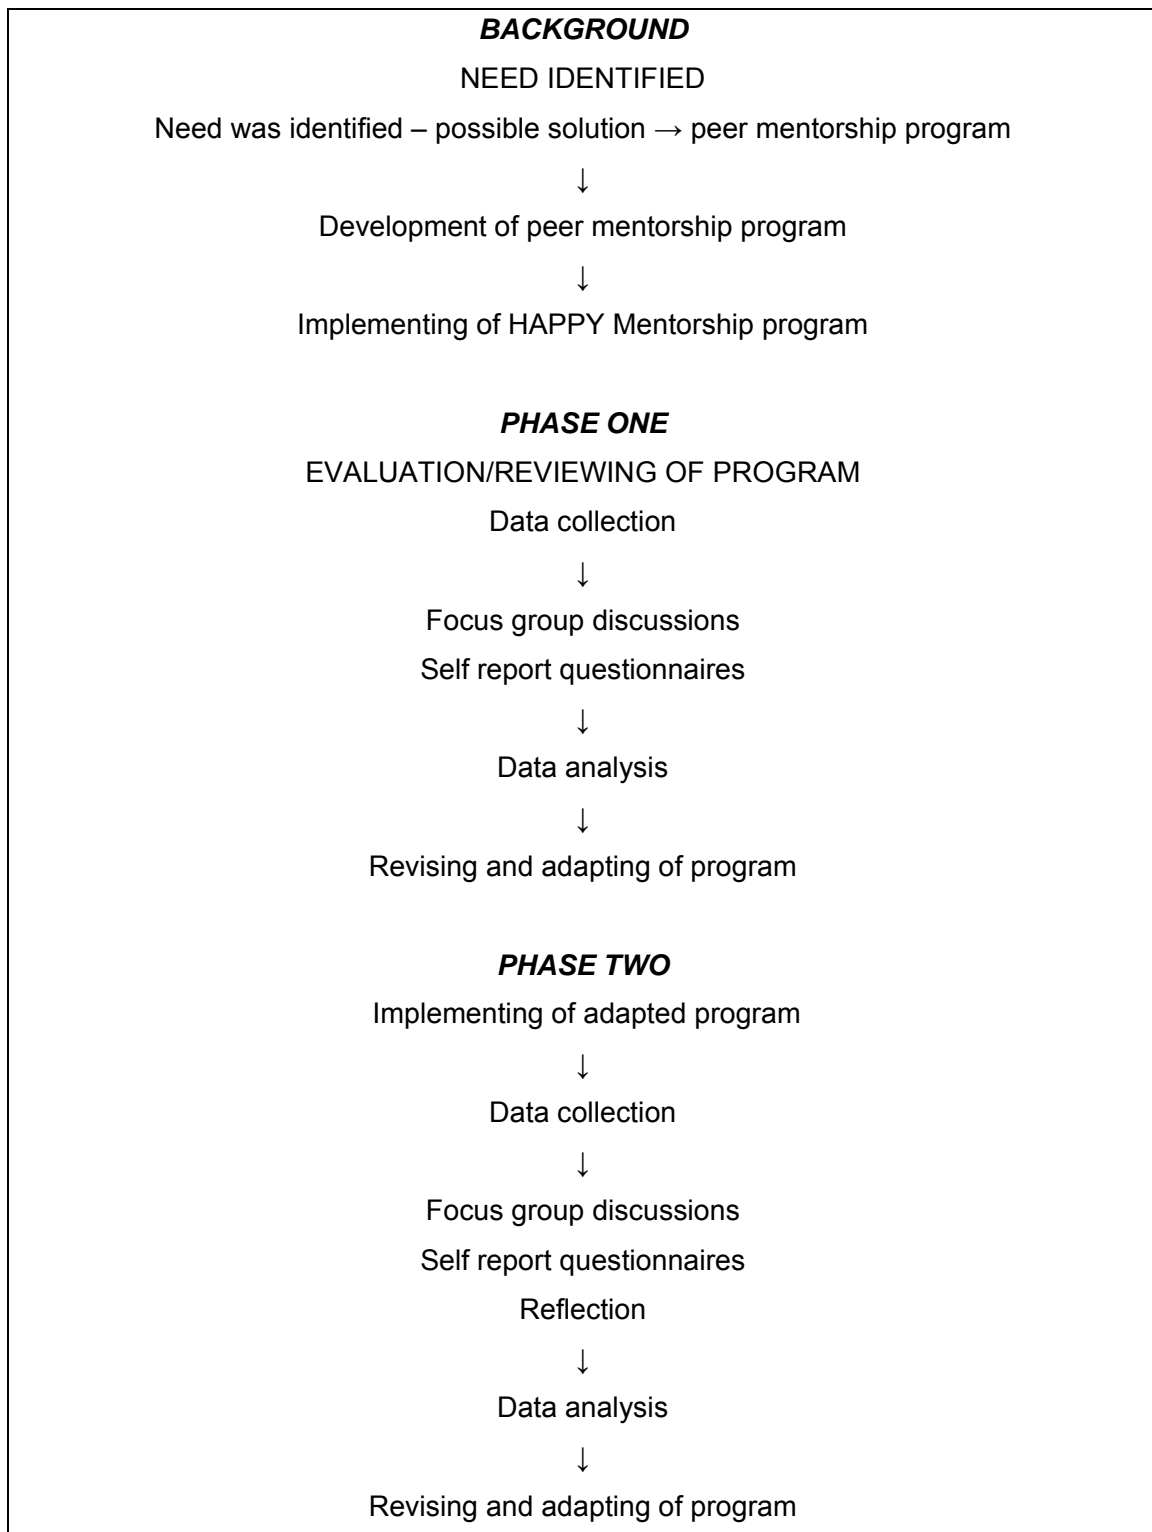 BACKGROUND
NEED IDENTIFIED
Need was identified – possible solution → peer mentorship program
↓
Development of peer mentorship program
↓
Implementing of HAPPY Mentorship program
PHASE ONE
EVALUATION/REVIEWING OF PROGRAM
Data collection
↓
Focus group discussions
Self report questionnaires
↓
Data analysis
↓
Revising and adapting of program
PHASE TWO
Implementing of adapted program
↓
Data collection
↓
Focus group discussions
Self report questionnaires
Reflection
↓
Data analysis
↓
Revising and adapting of program